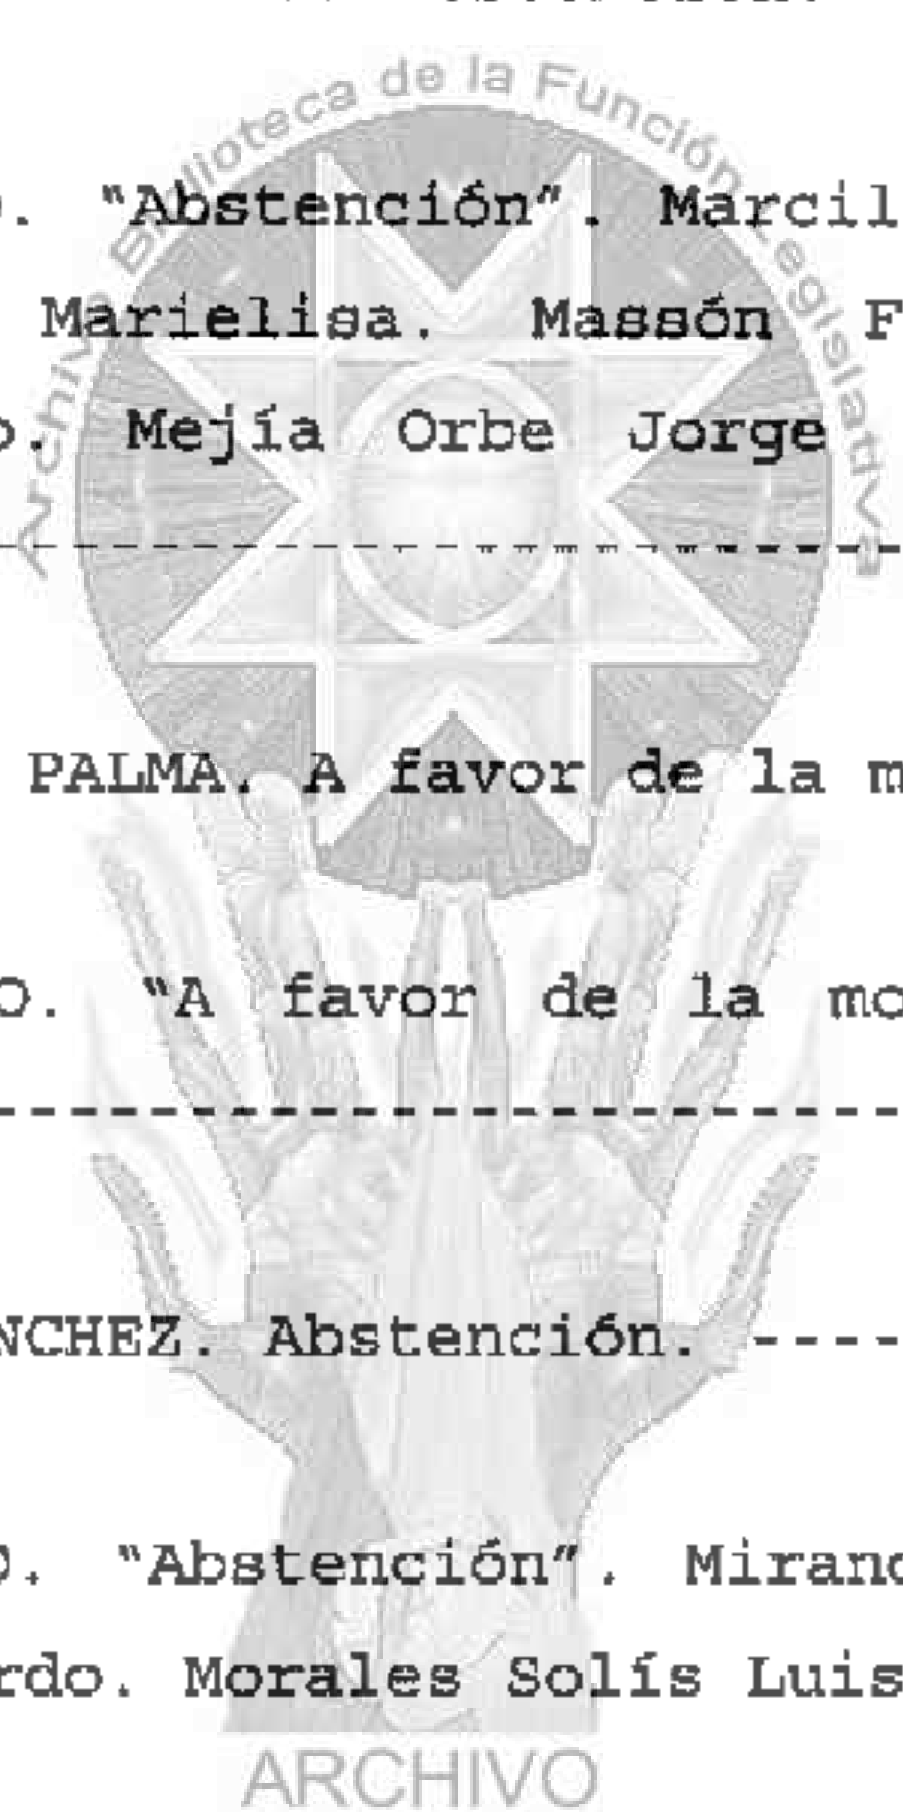 Archivo Biblioteca de la Función Legislativa
O. "Abstención". Marcil
Marielisa. Massón F
o. Mejía Orbe Jorge
- - - - - - - - - - - - - - - - - - - - - - -
PALMA. A favor de la m
O. "A favor de la mo
- - - - - - - - - - - - - - - - - - - - - - -
NCHEZ. Abstención. ----
O. "Abstención". Miran
rdo. Morales Solís Luis
ARCHIVO